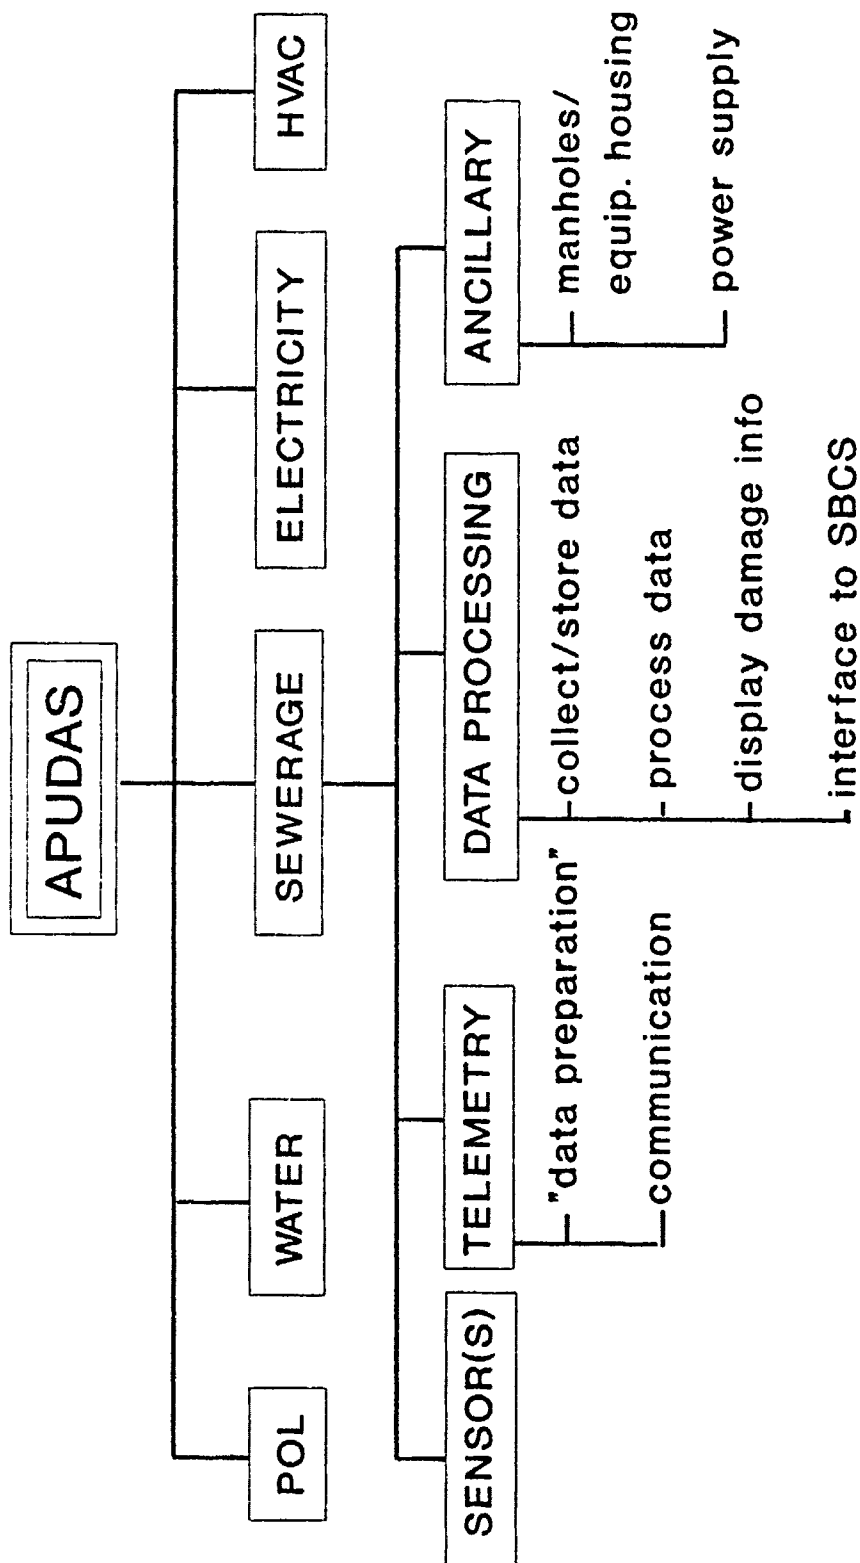 APUDAS
POL
WATER
SEWERAGE
ELECTRICITY
HVAC
SENSOR(S)
TELEMETRY
"data preparation"
communication
DATA PROCESSING
collect/store data
process data
display damage info
interface to SBCS
ANCILLARY
manholes/
equip. housing
power supply